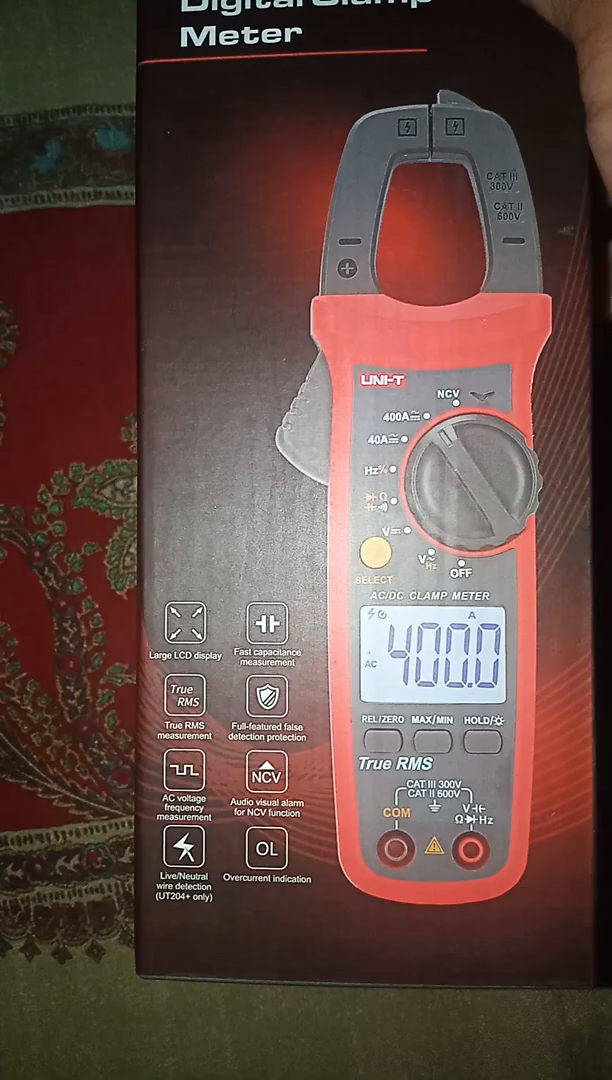 Digital Clamp
Meter
CAT III
300V
CAT II
600V
UNI-T
NCV
400A
40A
Hz%
Ω
V
V~
Hz
OFF
SELECT
AC/DC CLAMP METER
A
400.0
AC
REL/ZERO MAX/MIN HOLD/
True RMS
CAT III 300V
CAT II 600V
COM
V
Ω Hz
Large LCD display
Fast capacitance
measurement
True
RMS
True RMS
measurement
Full-featured false
detection protection
AC voltage
frequency
measurement
NCV
Audio visual alarm
for NCV function
Live/Neutral
wire detection
(UT204+ only)
OL
Overcurrent indication